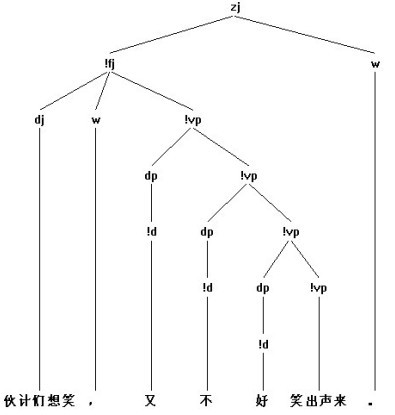 zj
!fj w
dj w !vp
dp !vp
!d dp !vp
!d dp !vp
!d
伙计们想笑 , 又 不 好 笑出声来 。